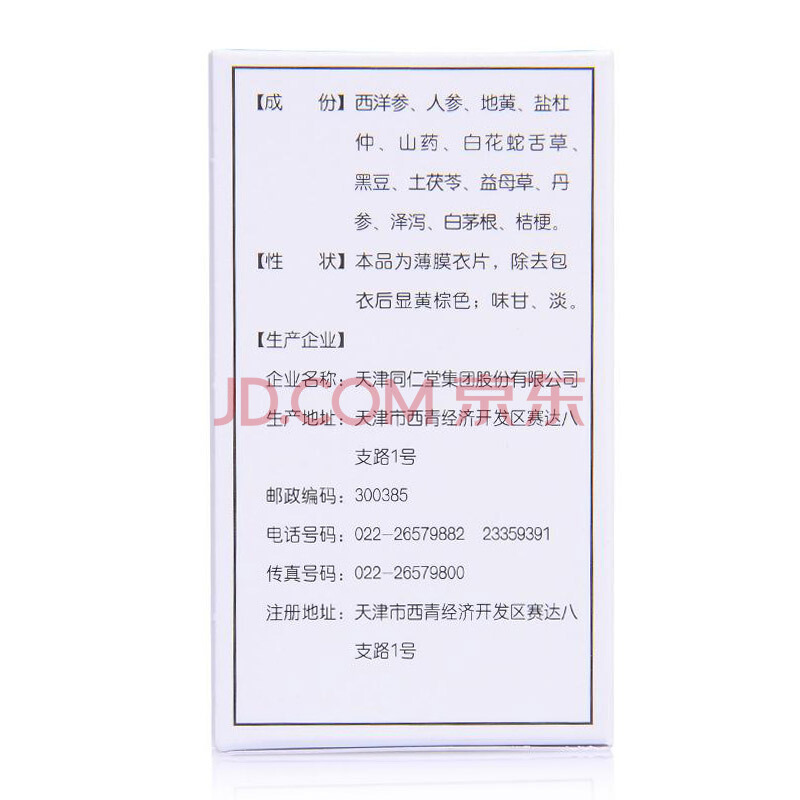 【成　份】西洋参、人参、地黄、盐杜
仲、山药、白花蛇舌草、
黑豆、土茯苓、益母草、丹
参、泽泻、白茅根、桔梗。
【性　状】本品为薄膜衣片，除去包
衣后显黄棕色；味甘、淡。
【生产企业】
企业名称：天津同仁堂集团股份有限公司
JD.COM 京东
生产地址：天津市西青经济开发区赛达八
支路1号
邮政编码：300385
电话号码：022-26579882　23359391
传真号码：022-26579800
注册地址：天津市西青经济开发区赛达八
支路1号